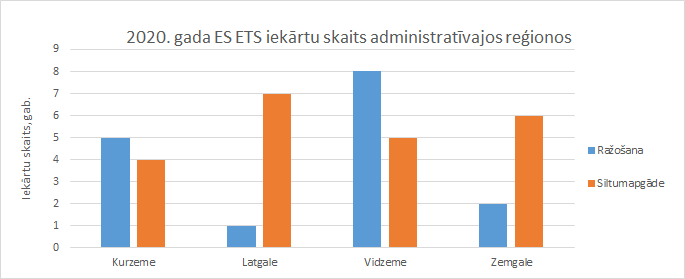 2020. gada ES ETS iekārtu skaits administratīvajos reģionos
Iekārtu skaits, gab.
9
8
7
6
5
4
3
2
1
0
Kurzeme Latgale Vidzeme Zemgale
Ražošana
Siltumapgāde